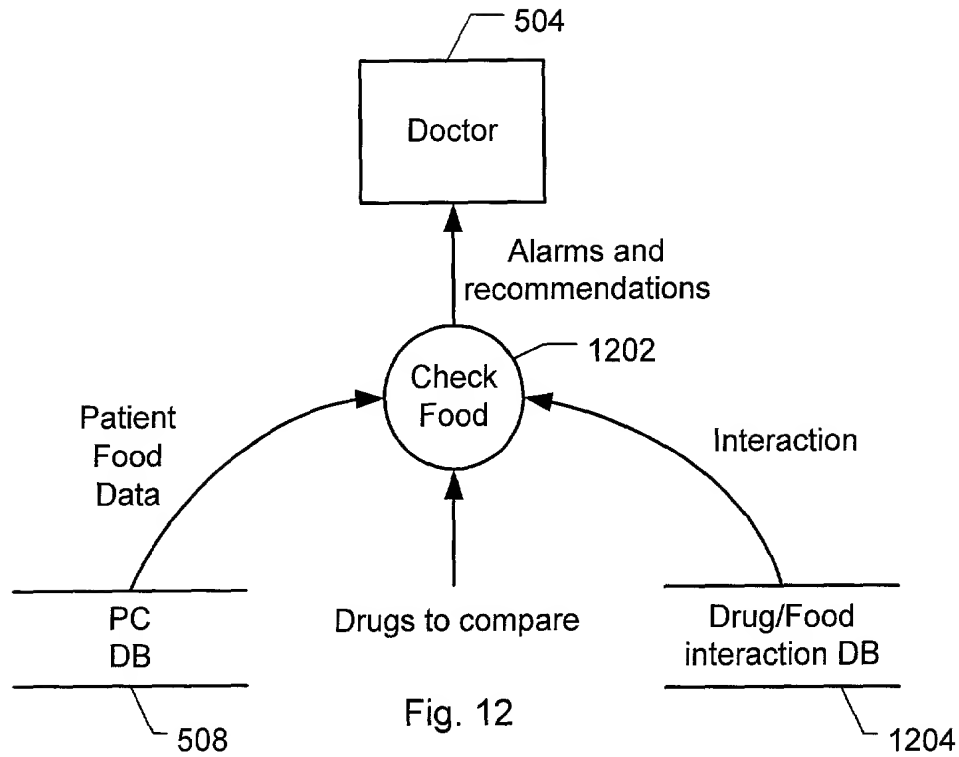 504
Doctor
Alarms and
recommendations
1202
Check
Food
Patient
Food
Data
Interaction
PC
DB
Drugs to compare
Drug/Food
interaction DB
508
Fig. 12
1204